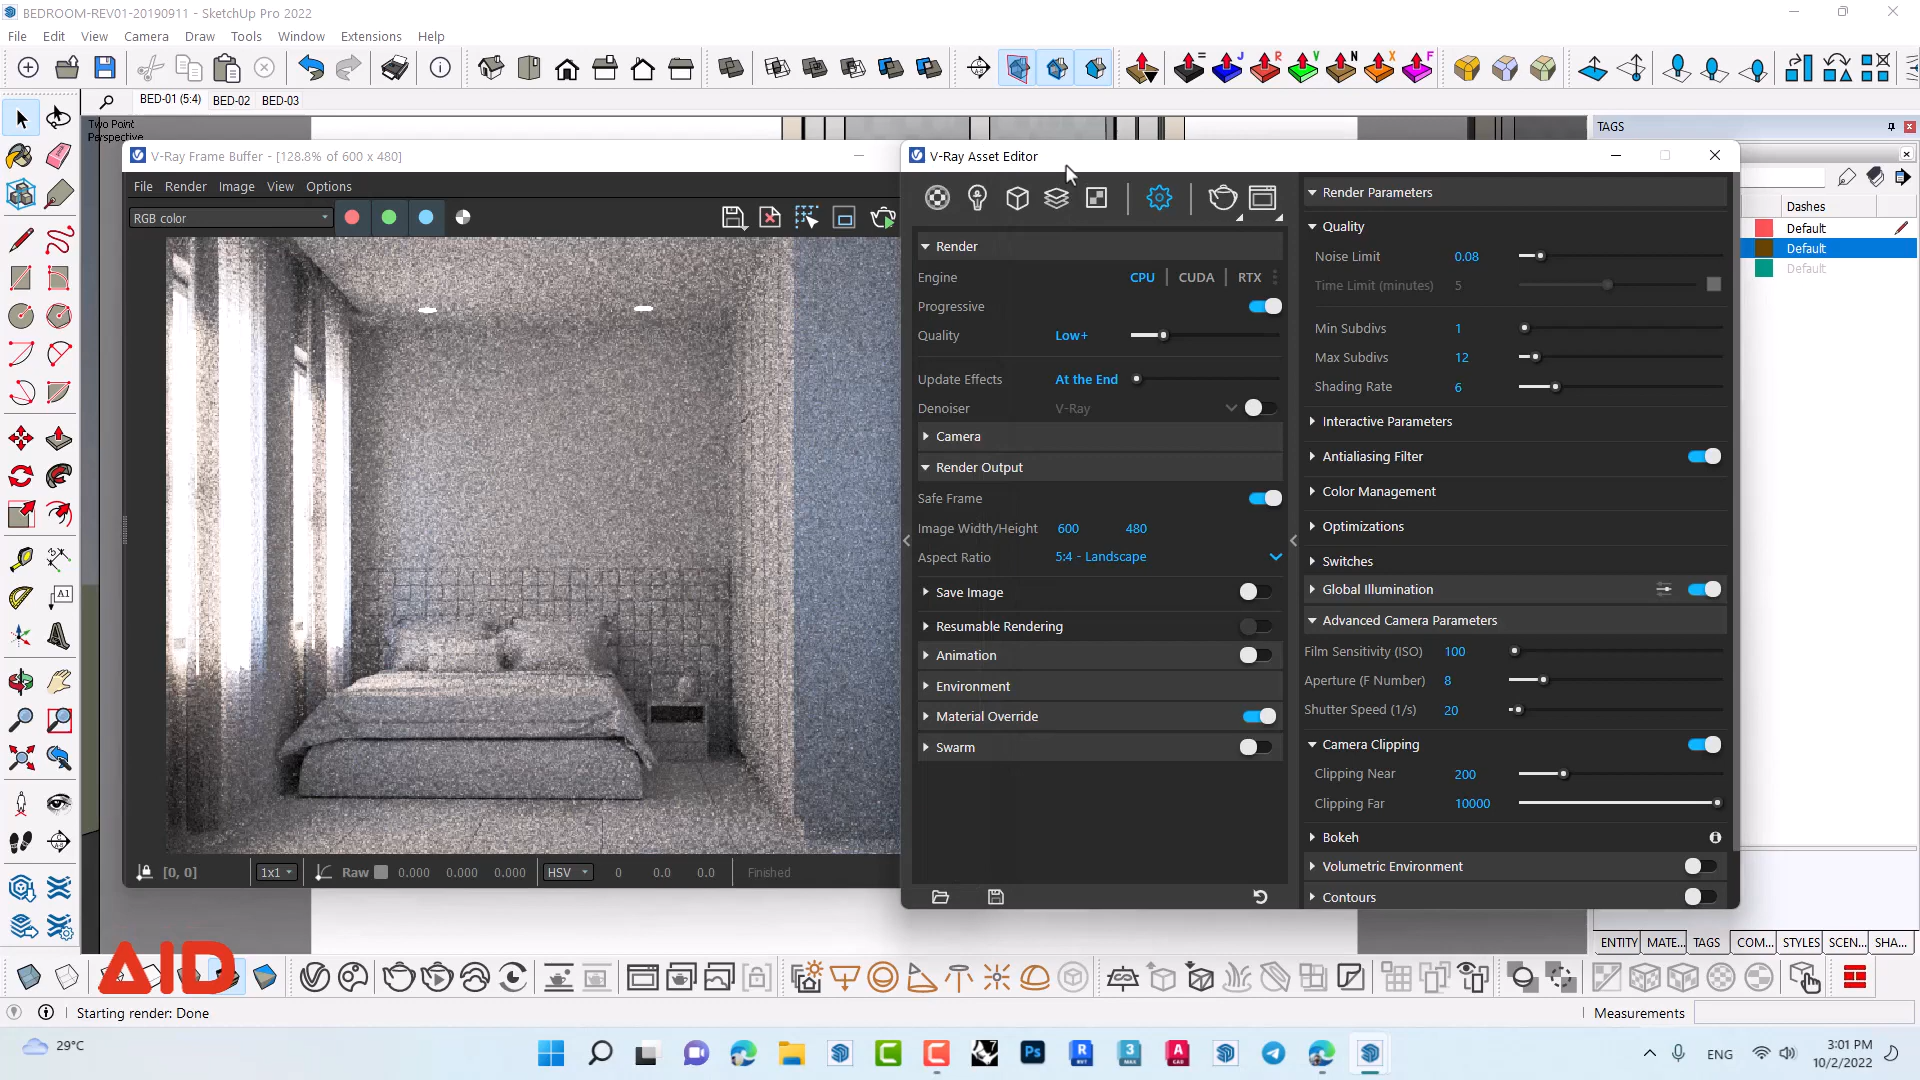 BEDROOM-REV01-20190911 - SketchUp Pro 2022
File Edit View Camera Draw Tools Window Extensions Help
BED-01 (5:4) BED-02 BED-03
Two Point
Perspective
TAGS
V-Ray Frame Buffer - [128.8% of 600 x 480]
File Render Image View Options
RGB color
V-Ray Asset Editor
Render
Engine CPU | CUDA | RTX
Progressive
Quality Low+
Update Effects At the End
Denoiser V-Ray
Camera
Render Output
Safe Frame
Image Width/Height 600 480
Aspect Ratio 5:4 - Landscape
Save Image
Resumable Rendering
Animation
Environment
Material Override
Swarm
Render Parameters
Quality
Noise Limit 0.08
Time Limit (minutes) 5
Min Subdivs 1
Max Subdivs 12
Shading Rate 6
Interactive Parameters
Antialiasing Filter
Color Management
Optimizations
Switches
Global Illumination
Advanced Camera Parameters
Film Sensitivity (ISO) 100
Aperture (F Number) 8
Shutter Speed (1/s) 20
Camera Clipping
Clipping Near 200
Clipping Far 10000
Bokeh
Volumetric Environment
Contours
Dashes
Default
Default
Default
[0, 0] 1x1 Raw 0.000 0.000 0.000 HSV 0 0.0 0.0 Finished
ENTITY MATE... TAGS COM... STYLES SCEN... SHA...
AID
Starting render: Done
Measurements
29°C
ENG
3:01 PM
10/2/2022